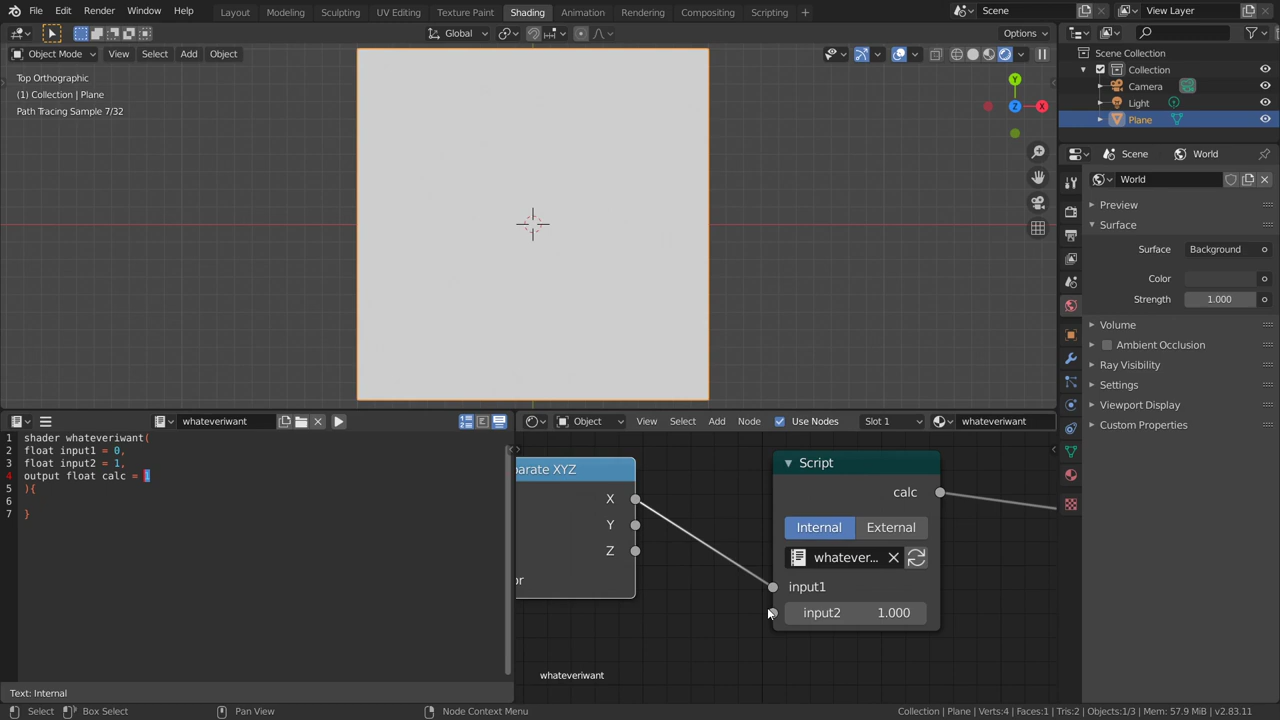 File Edit Render Window Help Layout Modeling Sculpting UV Editing Texture Paint Shading Animation Rendering Compositing Scripting + Scene View Layer
Global Options
Object Mode View Select Add Object
Top Orthographic
(1) Collection | Plane
Path Tracing Sample 7/32
Y
Z X
Scene Collection
Collection
Camera
Light
Plane
Scene World
World
Preview
Surface
Surface Background
Color
Strength 1.000
Volume
Ambient Occlusion
Ray Visibility
Settings
Viewport Display
Custom Properties
whateveriwant
Object View Select Add Node Use Nodes Slot 1 whateveriwant
1 shader whateveriwant(
2 float input1 = 0,
3 float input2 = 1,
4 output float calc = 1
5 ){
6
7 }
Text: Internal
parate XYZ
X
Y
Z
or
Script
calc
Internal External
whatever...
input1
input2 1.000
whateveriwant
Select Box Select Pan View Node Context Menu Collection | Plane | Verts:4 | Faces:1 | Tris:2 | Objects:1/3 | Mem: 57.9 MiB | v2.83.11